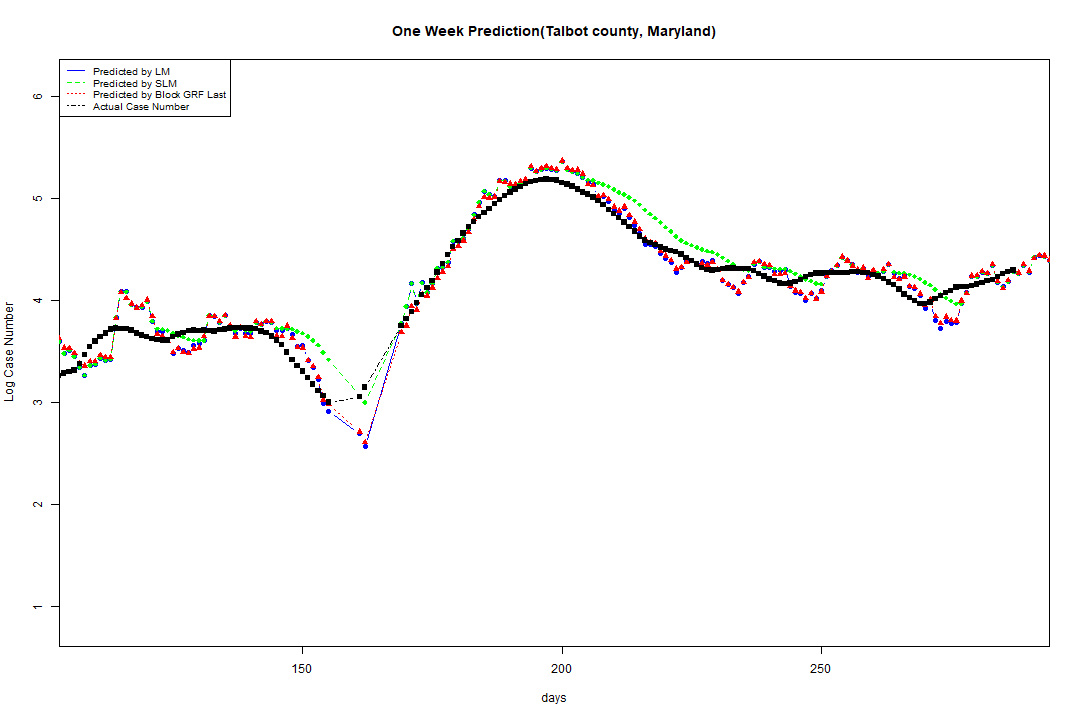 One Week Prediction(Talbot county, Maryland)
Predicted by LM
Predicted by SLM
Predicted by Block GRF Last
Actual Case Number
Log Case Number
6
5
4
3
2
1
150
200
250
days